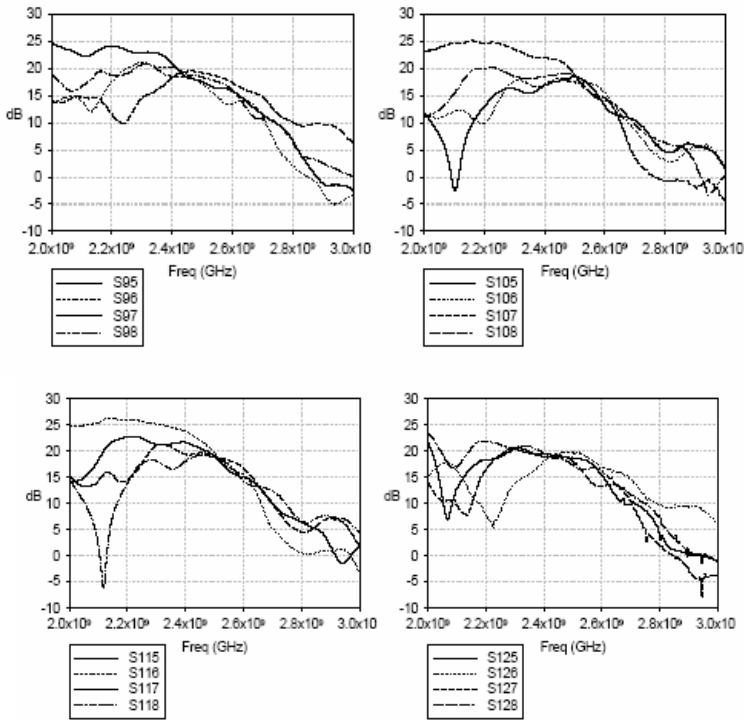 30
25
20
15
10
5
0
-5
-10
dB
2.0x10⁹ 2.2x10⁹ 2.4x10⁹ 2.6x10⁹ 2.8x10⁹ 3.0x10
Freq (GHz)
S95
S96
S97
S98
30
25
20
15
10
5
0
-5
-10
dB
2.0x10⁹ 2.2x10⁹ 2.4x10⁹ 2.6x10⁹ 2.8x10⁹ 3.0x10
Freq (GHz)
S105
S106
S107
S108
30
25
20
15
10
5
0
-5
-10
dB
2.0x10⁹ 2.2x10⁹ 2.4x10⁹ 2.6x10⁹ 2.8x10⁹ 3.0x10
Freq (GHz)
S115
S116
S117
S118
30
25
20
15
10
5
0
-5
-10
dB
2.0x10⁹ 2.2x10⁹ 2.4x10⁹ 2.6x10⁹ 2.8x10⁹ 3.0x10
Freq (GHz)
S125
S126
S127
S128